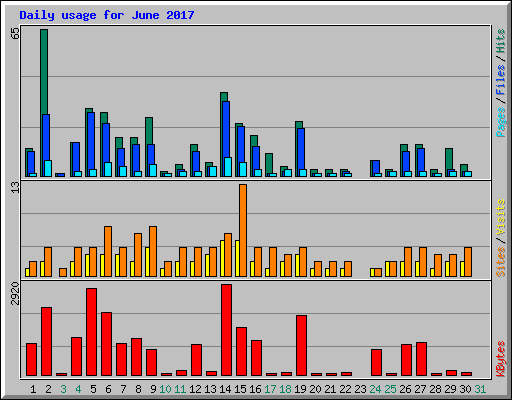 Daily usage for June 2017
65
Pages/Files/Hits
13
Sites/Visits
2920
KBytes
1 2 3 4 5 6 7 8 9 10 11 12 13 14 15 16 17 18 19 20 21 22 23 24 25 26 27 28 29 30 31